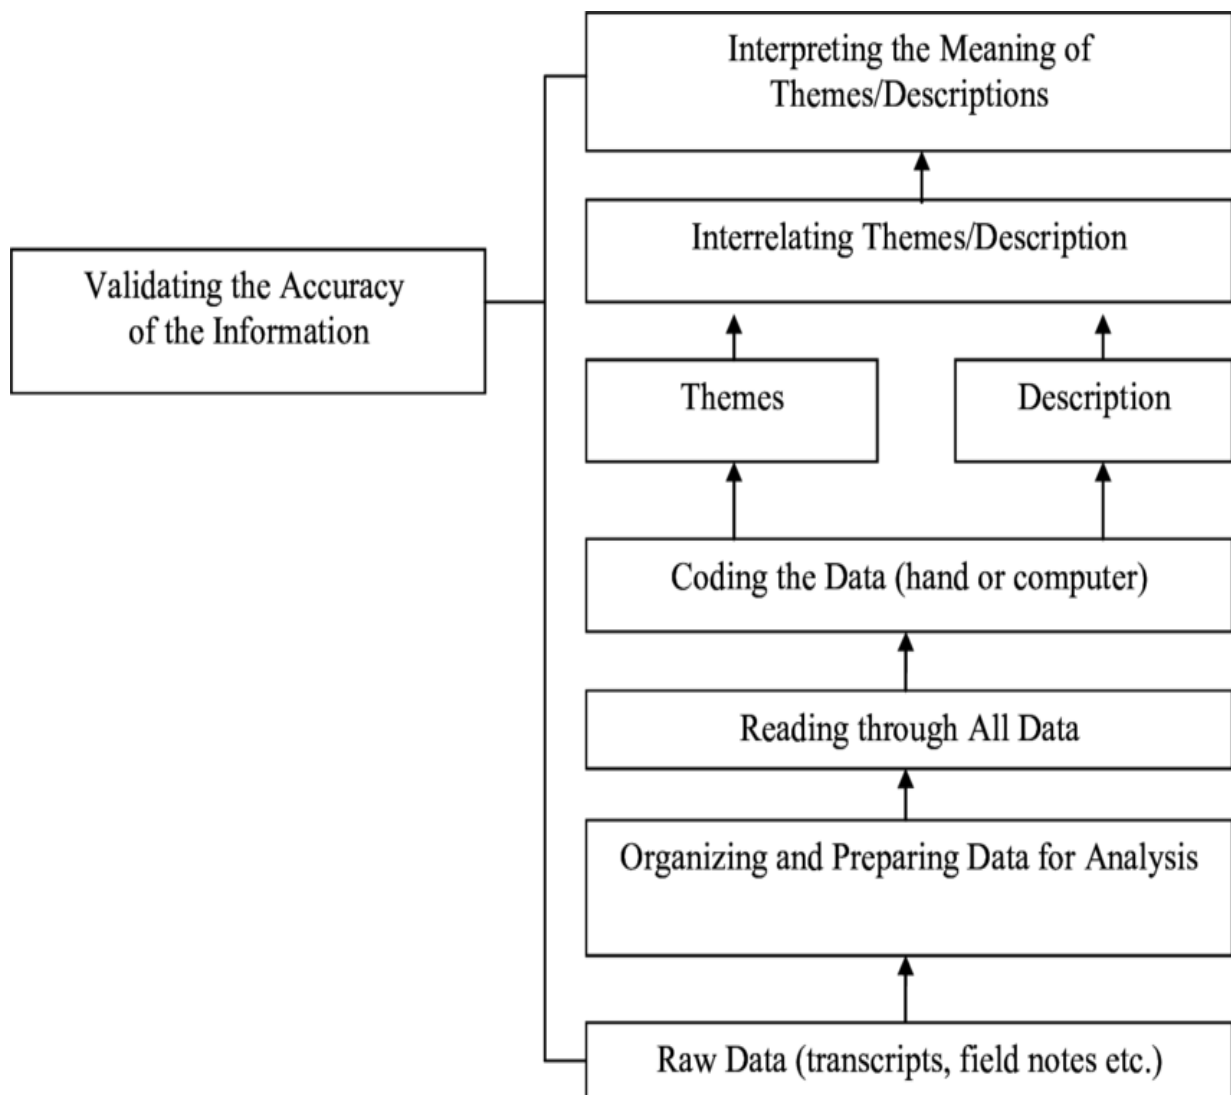 Interpreting the Meaning of
Themes/Descriptions
Interrelating Themes/Description
Validating the Accuracy
of the Information
Themes
Description
Coding the Data (hand or computer)
Reading through All Data
Organizing and Preparing Data for Analysis
Raw Data (transcripts, field notes etc.)